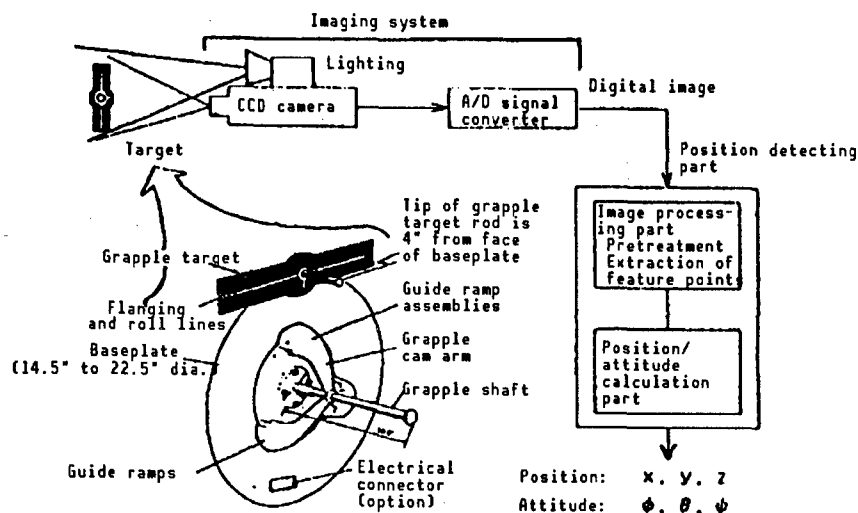 Imaging system
Lighting
CCD camera
A/D signal
converter
Digital image
Target
Position detecting
part
Image process-
ing part
Pretreatment
Extraction of
feature points
Position/
attitude
calculation
part
Position: x, y, z
Attitude: ϕ, θ, ψ
Tip of grapple
target rod is
4" from face
of baseplate
Grapple target
Flanging
and roll lines
Baseplate
(14.5" to 22.5" dia.)
Guide ramp
assemblies
Grapple
cam arm
Grapple shaft
Guide ramps
Electrical
connector
(option)